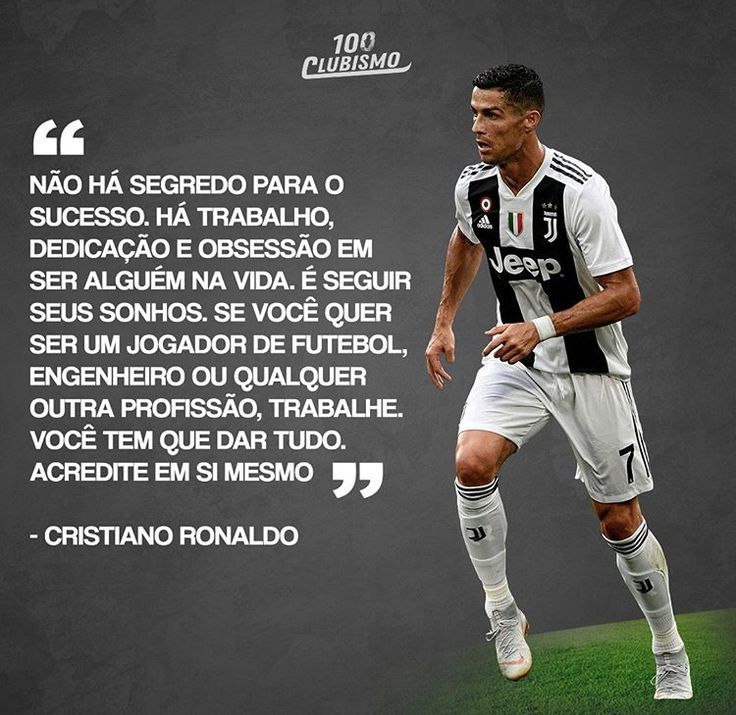 100
CLUBISMO
“
NÃO HÁ SEGREDO PARA O
SUCESSO. HÁ TRABALHO,
DEDICAÇÃO E OBSESSÃO EM
SER ALGUÉM NA VIDA. É SEGUIR
SEUS SONHOS. SE VOCÊ QUER
SER UM JOGADOR DE FUTEBOL,
ENGENHEIRO OU QUALQUER
OUTRA PROFISSÃO, TRABALHE.
VOCÊ TEM QUE DAR TUDO.
ACREDITE EM SI MESMO ”
- CRISTIANO RONALDO
adidas
Jeep
7